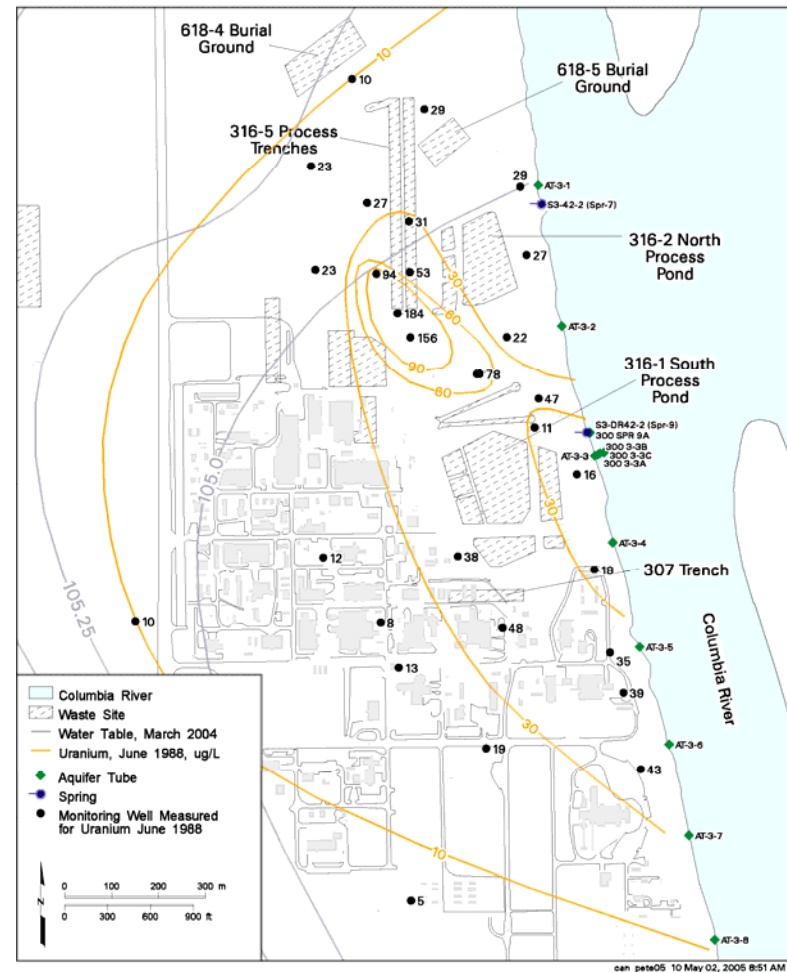 618-4 Burial
Ground
10
10
29
618-5 Burial
Ground
316-5 Process
Trenches
23
29
AT-3-1
S3-42-2 (Spr-7)
27
31
30
316-2 North
Process
Pond
27
23
94
53
184
60
156
22
AT-3-2
90
60
78
316-1 South
Process
Pond
47
11
S3-DR42-2 (Spr-9)
300 SPR 9A
300 3-3B
AT-3-3
300 3-3C
300 3-3A
105.0
16
30
AT-3-4
12
38
18
307 Trench
105.25
10
8
48
AT-3-5
35
13
39
Columbia River
30
19
AT-3-6
43
AT-3-7
10
5
AT-3-8
Columbia River
Waste Site
Water Table, March 2004
Uranium, June 1988, ug/L
Aquifer Tube
Spring
Monitoring Well Measured
for Uranium June 1988
N
0 100 200 300 m
0 300 600 900 ft
can_pete05_10 May 02, 2005 8:51 AM